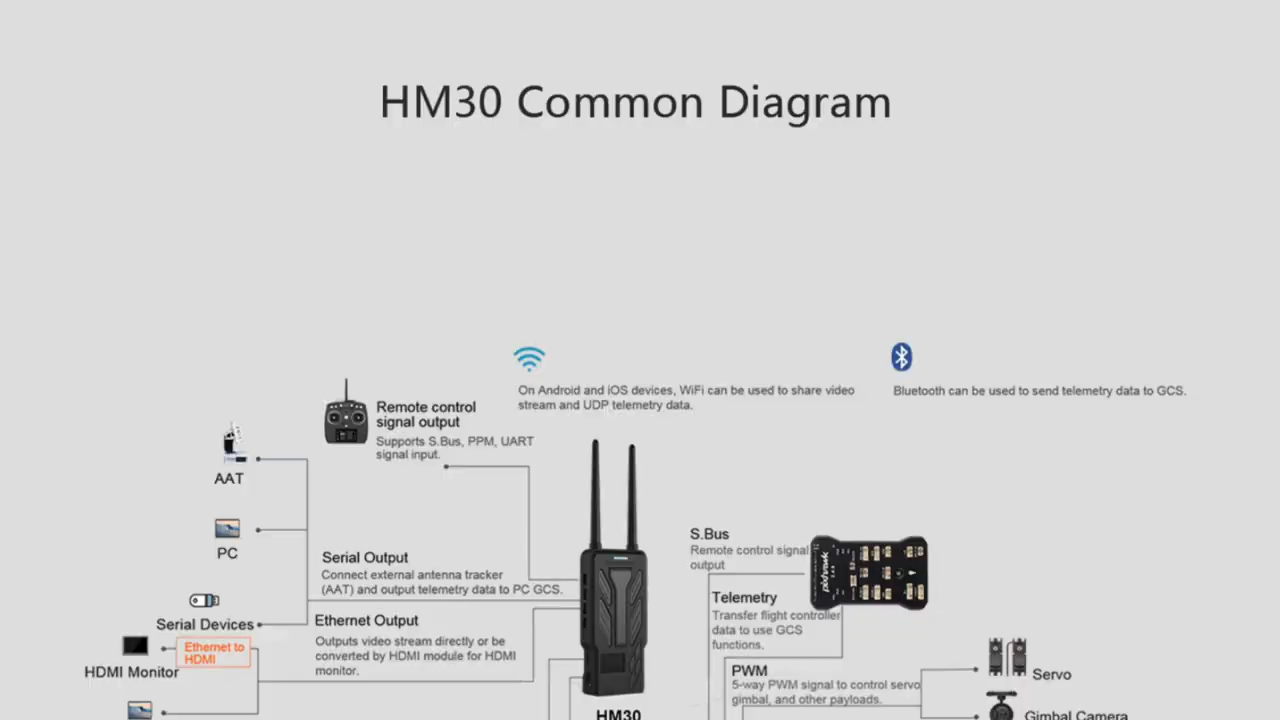 HM30 Common Diagram
On Android and iOS devices, WiFi can be used to share video
stream and UDP telemetry data.
Bluetooth can be used to send telemetry data to GCS.
Remote control
signal output
Supports S.Bus, PPM, UART
signal input.
AAT
PC
Serial Output
Connect external antenna tracker
(AAT) and output telemetry data to PC GCS.
Serial Devices
Ethernet Output
Outputs video stream directly or be
converted by HDMI module for HDMI
monitor.
Ethernet to
HDMI
HDMI Monitor
HM30
S.Bus
Remote control signal
output
pixhawk
Telemetry
Transfer flight controller
data to use GCS
functions.
PWM
5-way PWM signal to control servo
gimbal, and other payloads.
Servo
Gimbal Camera